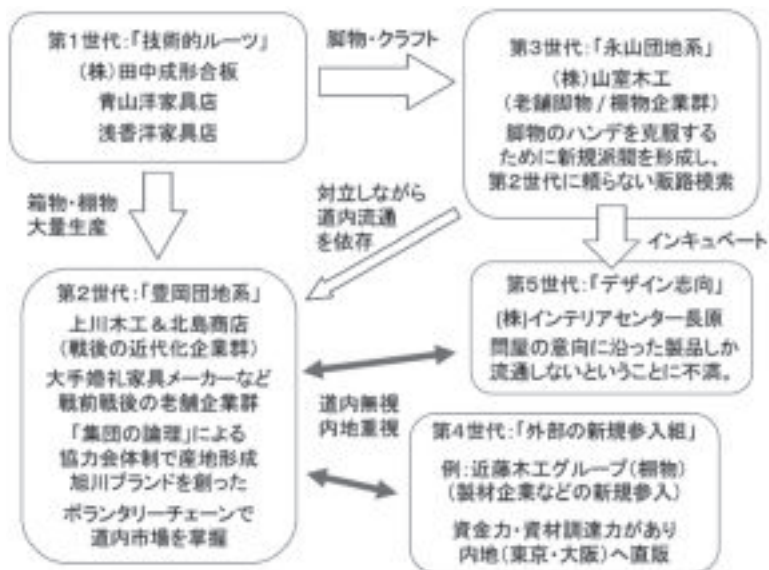 第1世代:「技術的ルーツ」
(株)田中成形合板
青山洋家具店
浅香洋家具店
脚物・クラフト
第3世代:「永山団地系」
(株)山室木工
(老舗脚物/棚物企業群)
脚物のハンデを克服する
ために新規派閥を形成し、
第2世代に頼らない販路模索
箱物・棚物
大量生産
対立しながら
道内流通
を依存
インキュベート
第2世代:「豊岡団地系」
上川木工&北島商店
(戦後の近代化企業群)
大手婚礼家具メーカーなど
戦前戦後の老舗企業群
「集団の論理」による
協力会体制で産地形成
旭川ブランドを創った
ボランタリーチェーンで
道内市場を掌握
第5世代:「デザイン志向」
(株)インテリアセンター長原
問屋の意向に沿った製品しか
流通しないということに不満。
道内無視
内地重視
第4世代:「外部の新規参入組」
例:近藤木工グループ(棚物)
(製材企業などの新規参入)
資金力・資材調達力があり
内地(東京・大阪)へ直販